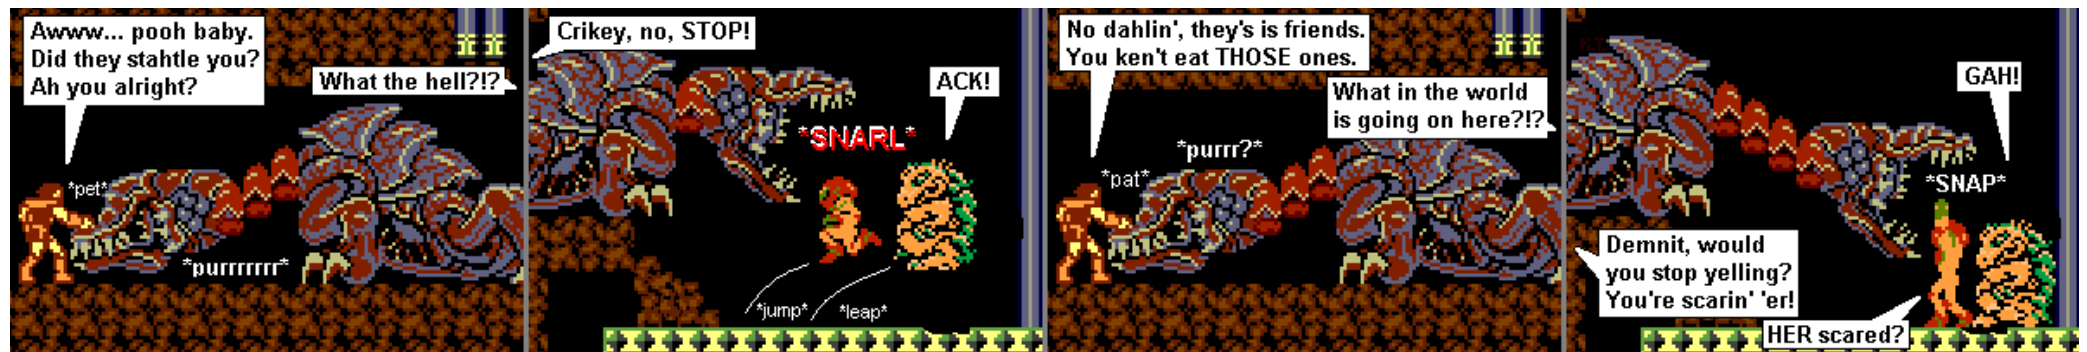 Awww... pooh baby.
Did they stahtle you?
Ah you alright?
What the hell?!?
*pet*
*purrrrrrr*
Crikey, no, STOP!
ACK!
*SNARL*
*jump*
*leap*
No dahlin', they's is friends.
You ken't eat THOSE ones.
What in the world
is going on here?!?
*purrr?*
*pat*
GAH!
*SNAP*
Demnit, would
you stop yelling?
You're scarin' 'er!
HER scared?